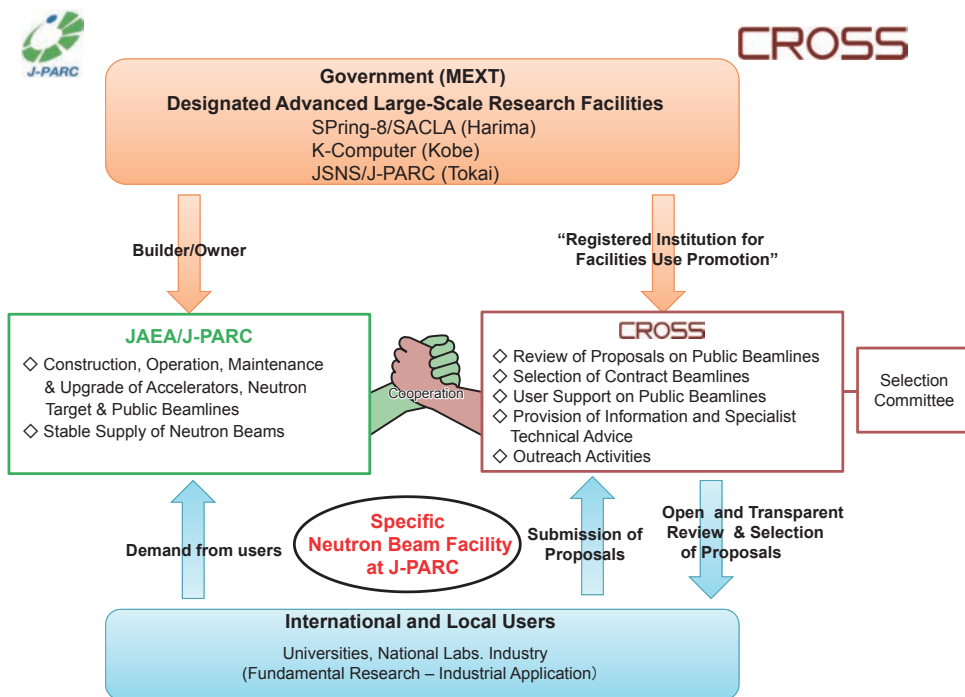 J-PARC
CROSS
Government (MEXT)
Designated Advanced Large-Scale Research Facilities
SPring-8/SACLA (Harima)
K-Computer (Kobe)
JSNS/J-PARC (Tokai)
Builder/Owner
“Registered Institution for
Facilities Use Promotion”
JAEA/J-PARC
◇ Construction, Operation, Maintenance
& Upgrade of Accelerators, Neutron
Target & Public Beamlines
◇ Stable Supply of Neutron Beams
Cooperation
CROSS
◇ Review of Proposals on Public Beamlines
◇ Selection of Contract Beamlines
◇ User Support on Public Beamlines
◇ Provision of Information and Specialist
Technical Advice
◇ Outreach Activities
Selection
Committee
Demand from users
Specific
Neutron Beam Facility
at J-PARC
Submission of
Proposals
Open and Transparent
Review & Selection
of Proposals
International and Local Users
Universities, National Labs. Industry
(Fundamental Research – Industrial Application)